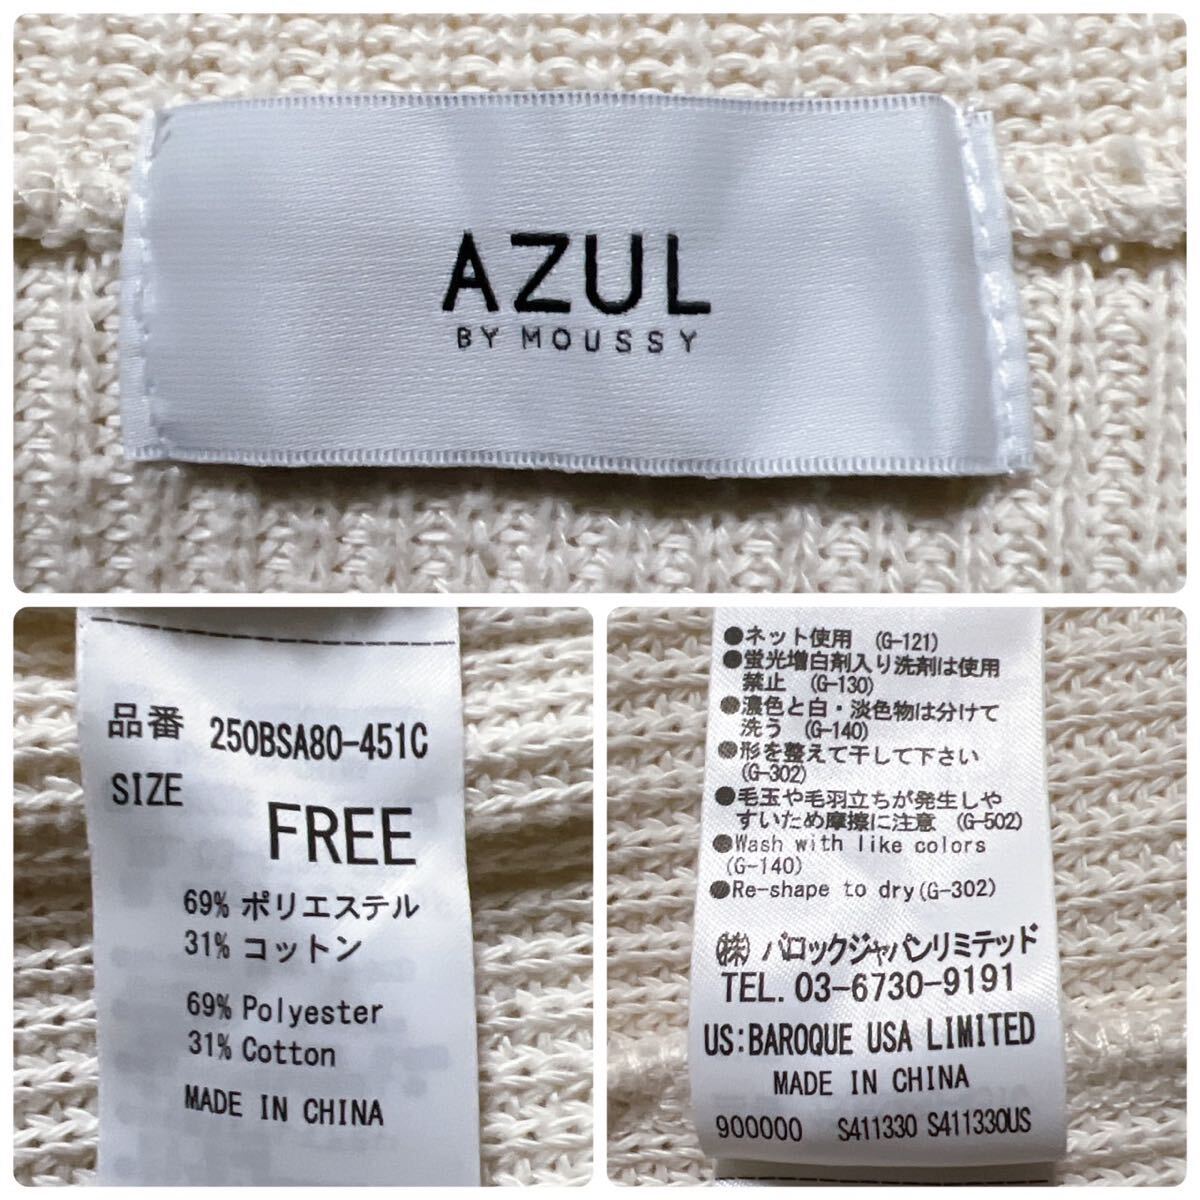 AZUL
BY MOUSSY
品番 250BSA80-451C
SIZE
FREE
69% ポリエステル
31% コットン
69% Polyester
31% Cotton
MADE IN CHINA
●ネット使用 (G-121)
●蛍光増白剤入り洗剤は使用
禁止 (G-130)
●濃色と白・淡色物は分けて
洗う (G-140)
●形を整えて干して下さい
(G-302)
●毛玉や毛羽立ちが発生しや
すいため摩擦に注意 (G-502)
●Wash with like colors
(G-140)
●Re-shape to dry(G-302)
㈱ バロックジャパンリミテッド
TEL. 03-6730-9191
US:BAROQUE USA LIMITED
MADE IN CHINA
900000 S411330 S411330US